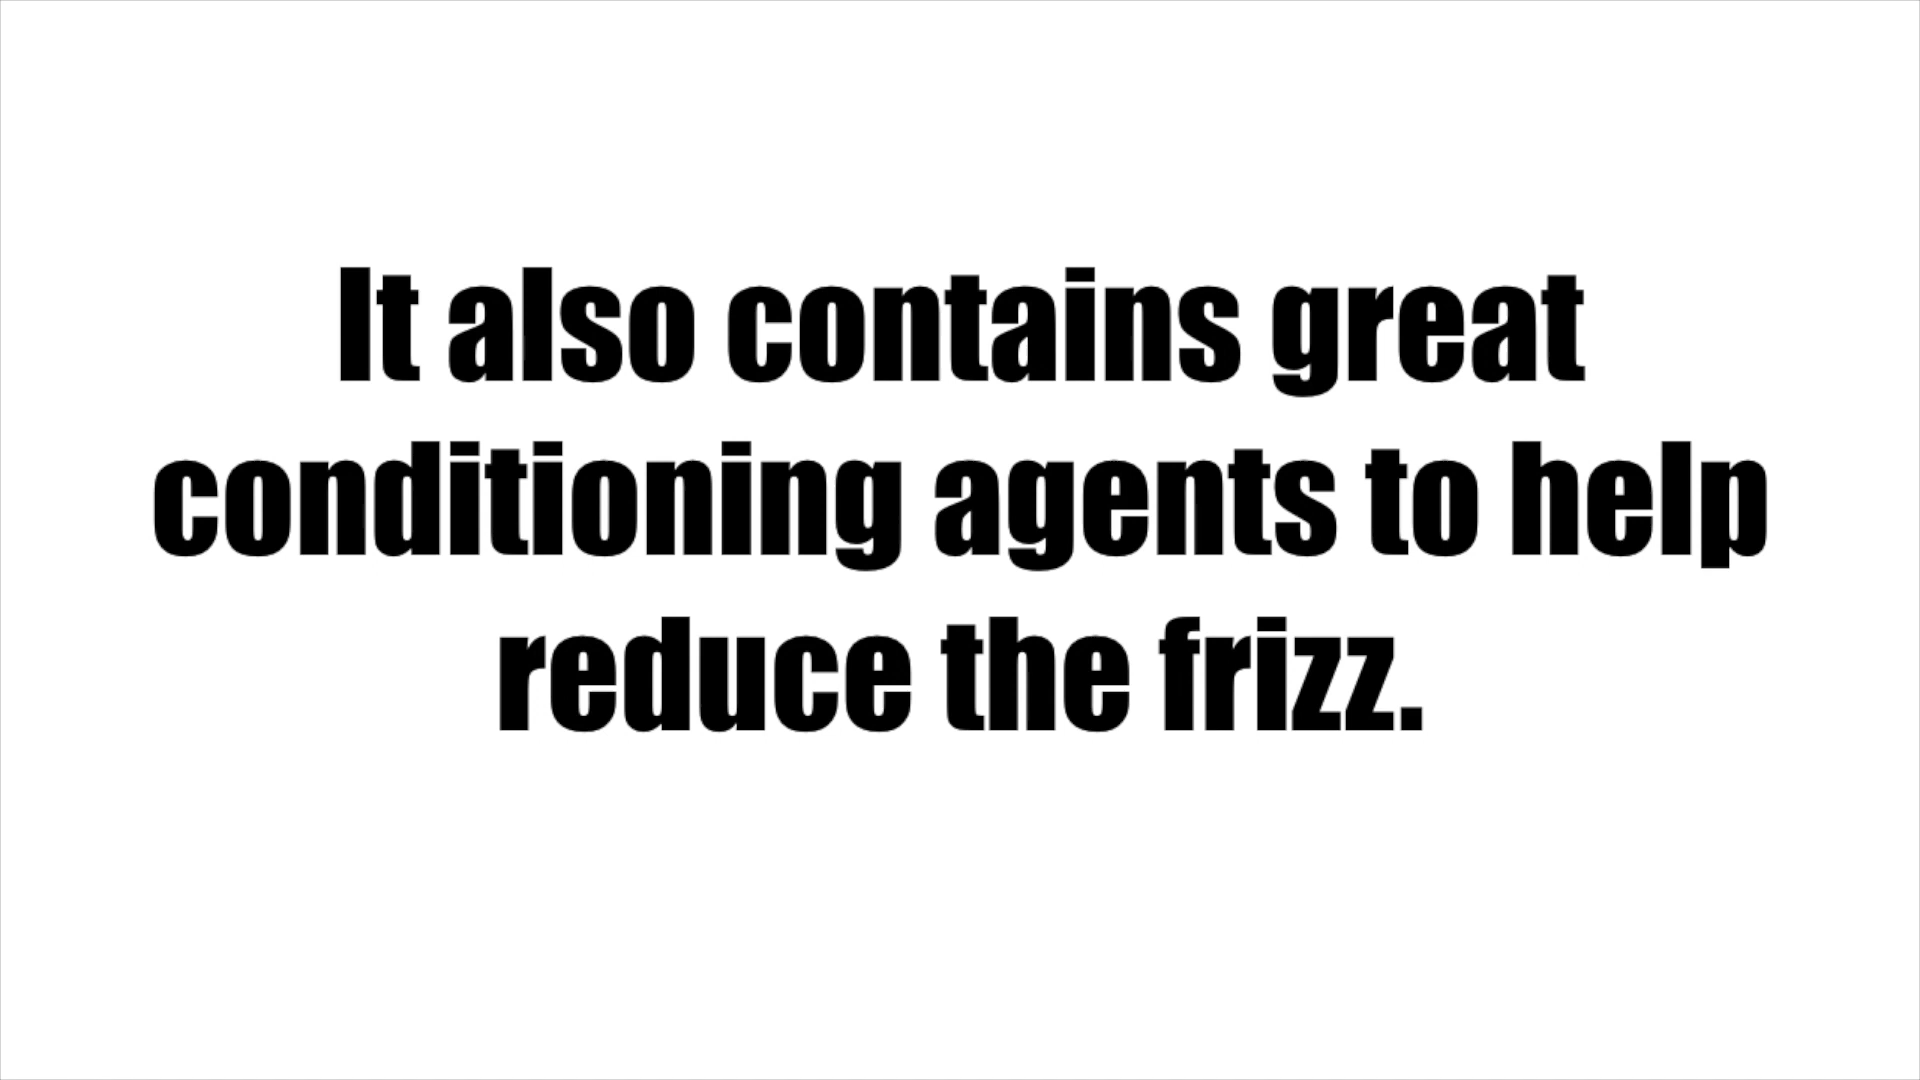 It also contains great
conditioning agents to help
reduce the frizz.